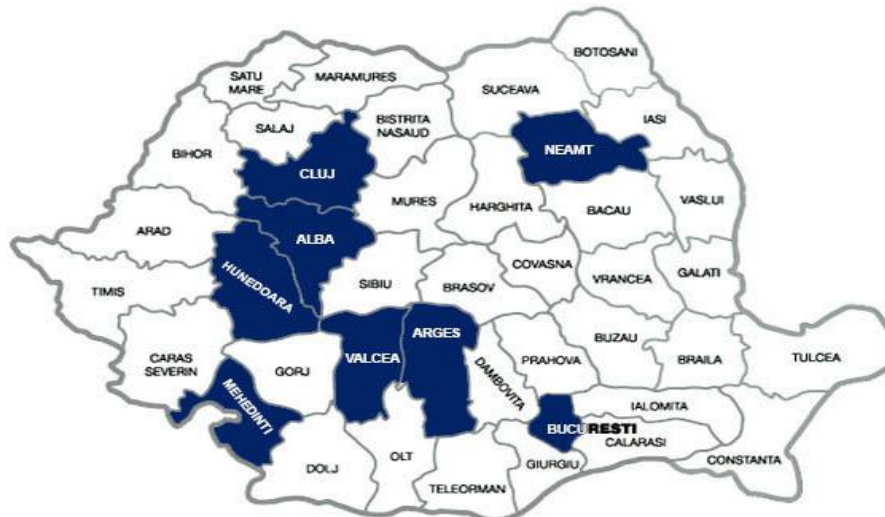 BOTOSANI
SATU
MARE
MARAMURES
SUCEAVA
IASI
SALAJ
BISTRITA
NASAUD
NEAMT
BIHOR
CLUJ
MURES
HARGHITA
BACAU
VASLUI
ARAD
ALBA
HUNEDOARA
SIBIU
BRASOV
COVASNA
VRANCEA
GALATI
TIMIS
CARAS
SEVERIN
GORJ
VALCEA
ARGES
DAMBOVITA
PRAHOVA
BUZAU
BRAILA
TULCEA
MEHEDINTI
IALOMITA
BUCURESTI
CALARASI
DOLJ
OLT
TELEORMAN
GIURGIU
CONSTANTA